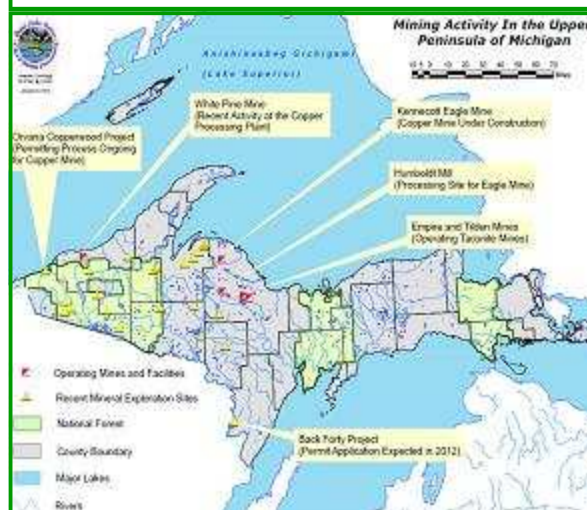 Mining Activity In the Upper
Peninsula of Michigan
Anishinabeg Gichigami
(Lake Superior)
White Pine Mine
(Recent Activity at the Copper
Processing Plant)
Kennecott Eagle Mine
(Copper Mine Under Construction)
Orvana Copperwood Project
(Permitting Process Ongoing
for Copper Mine)
Humboldt Mill
(Processing Site for Eagle Mine)
Empire and Tilden Mines
(Operating Taconite Mines)
Operating Mines and Facilities
Recent Mineral Exploration Sites
National Forest
County Boundary
Major Lakes
Rivers
Back Forty Project
(Permit Application Expected in 2012)